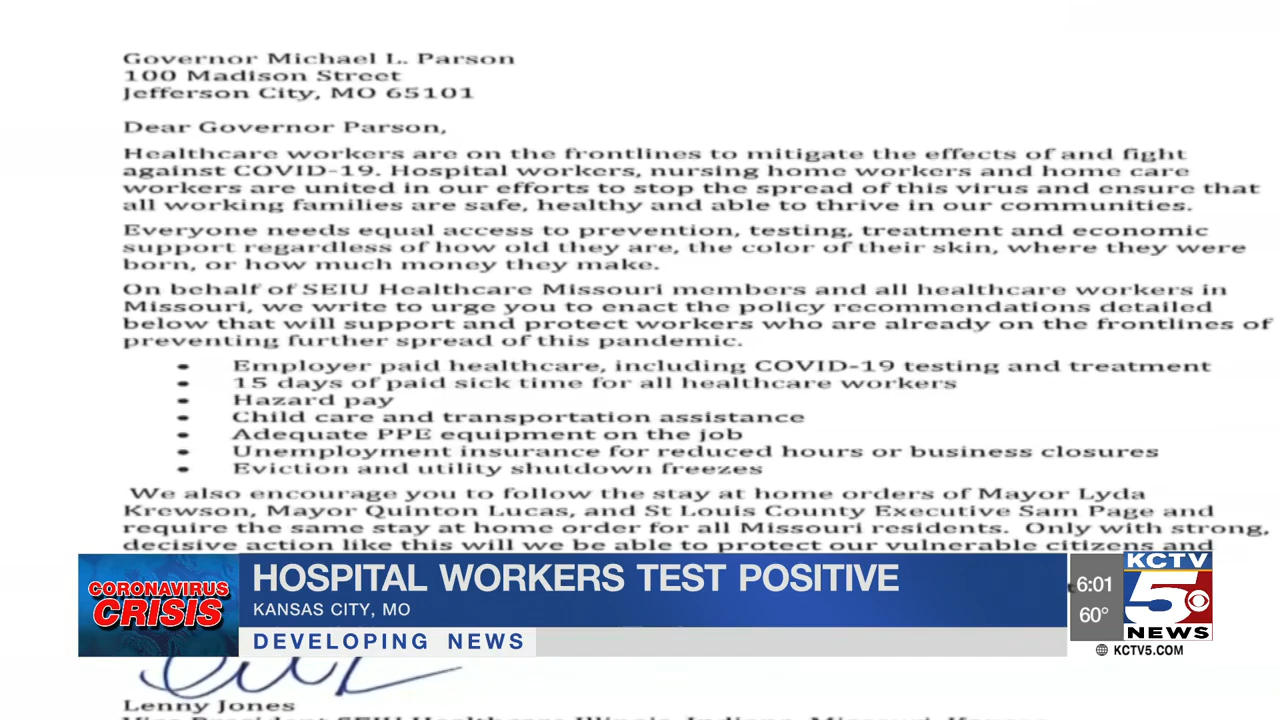 Governor Michael L. Parson
100 Madison Street
Jefferson City, MO 65101
Dear Governor Parson,
Healthcare workers are on the frontlines to mitigate the effects of and fight
against COVID-19. Hospital workers, nursing home workers and home care
workers are united in our efforts to stop the spread of this virus and ensure that
all working families are safe, healthy and able to thrive in our communities.
Everyone needs equal access to prevention, testing, treatment and economic
support regardless of how old they are, the color of their skin, where they were
born, or how much money they make.
On behalf of SEIU Healthcare Missouri members and all healthcare workers in
Missouri, we write to urge you to enact the policy recommendations detailed
below that will support and protect workers who are already on the frontlines of
preventing further spread of this pandemic.
• Employer paid healthcare, including COVID-19 testing and treatment
• 15 days of paid sick time for all healthcare workers
• Hazard pay
• Child care and transportation assistance
• Adequate PPE equipment on the job
• Unemployment insurance for reduced hours or business closures
• Eviction and utility shutdown freezes
We also encourage you to follow the stay at home orders of Mayor Lyda
Krewson, Mayor Quinton Lucas, and St Louis County Executive Sam Page and
require the same stay at home order for all Missouri residents. Only with strong,
decisive action like this will we be able to protect our vulnerable citizens and
CORONAVIRUS
CRISIS
HOSPITAL WORKERS TEST POSITIVE
KANSAS CITY, MO
DEVELOPING NEWS
6:01
60°
KCTV
5
NEWS
KCTV5.COM
Lenny Jones
Vice President SEIU Healthcare Illinois, Indiana, Missouri, Kansas